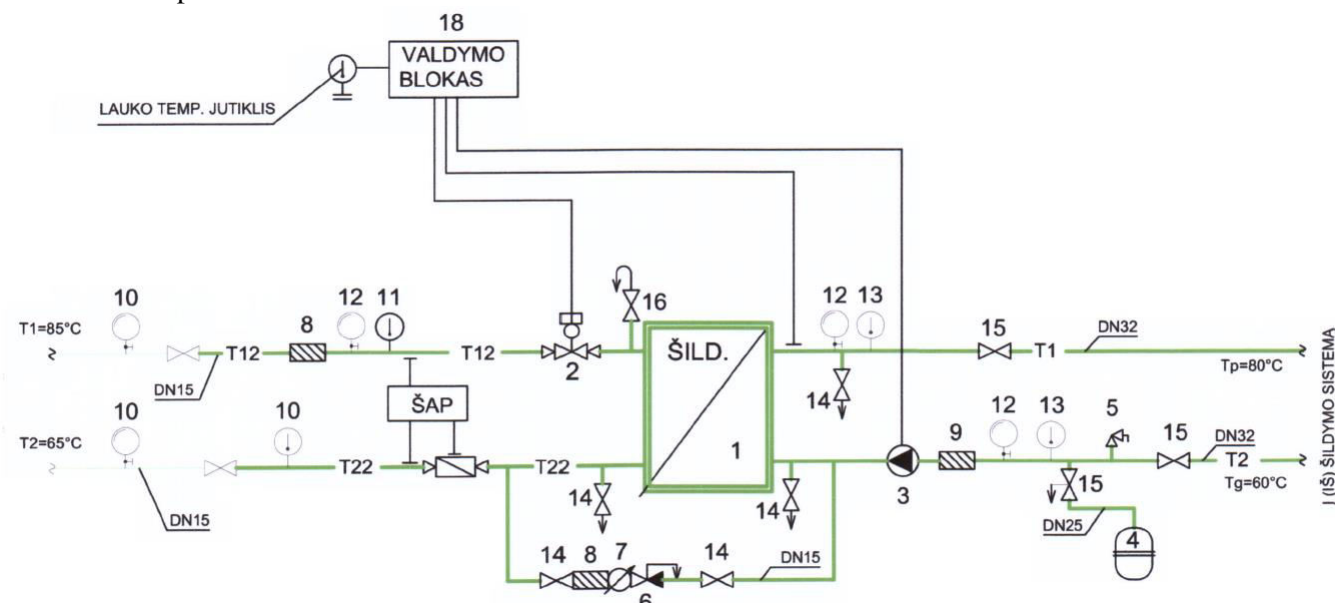 18
VALDYMO
BLOKAS
LAUKO TEMP. JUTIKLIS
10
12
11
16
12
13
T1=85°C
8
15
DN32
T12
T12
2
ŠILD.
T1
Tp=80°C
DN15
14
10
10
ŠAP
12
13
5
9
15
DN32
T2=65°C
T22
T22
1
3
T2
Tg=60°C
14
14
15
DN15
DN25
4
14
8
7
14
DN15
6
Į (IŠ) ŠILDYMO SISTEMA